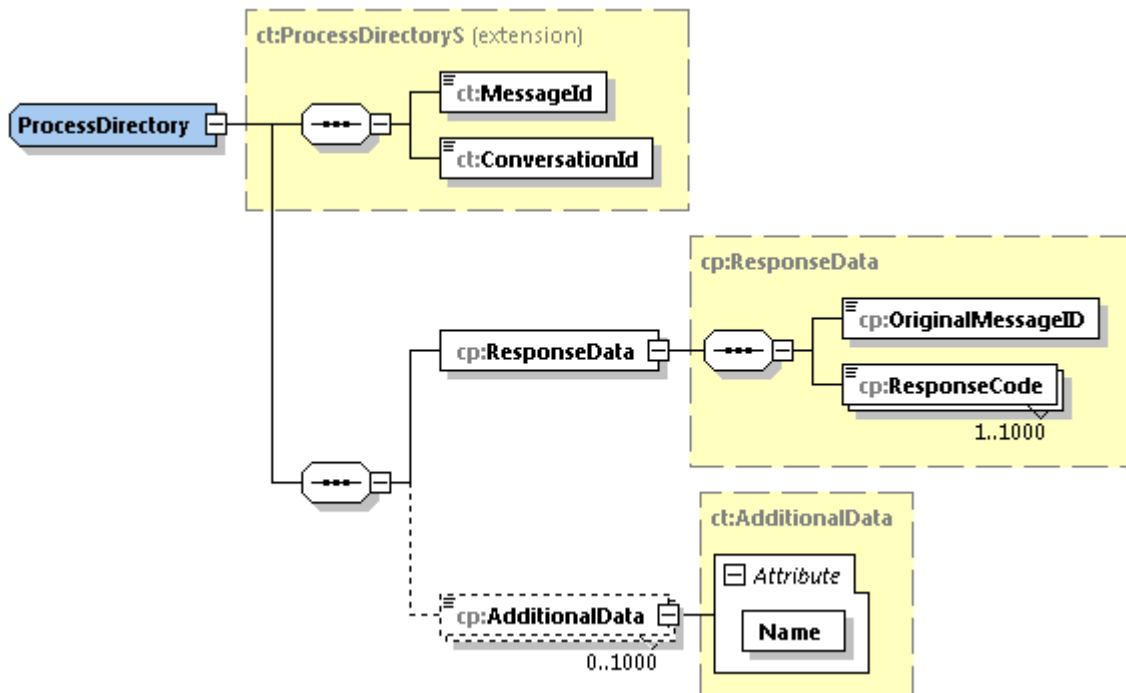 ct:ProcessDirectoryS (extension)
ct:MessageId
ProcessDirectory
ct:ConversationId
cp:ResponseData
cp:OriginalMessageID
cp:ResponseData
cp:ResponseCode
1..1000
ct:AdditionalData
Attribute
cp:AdditionalData
Name
0..1000